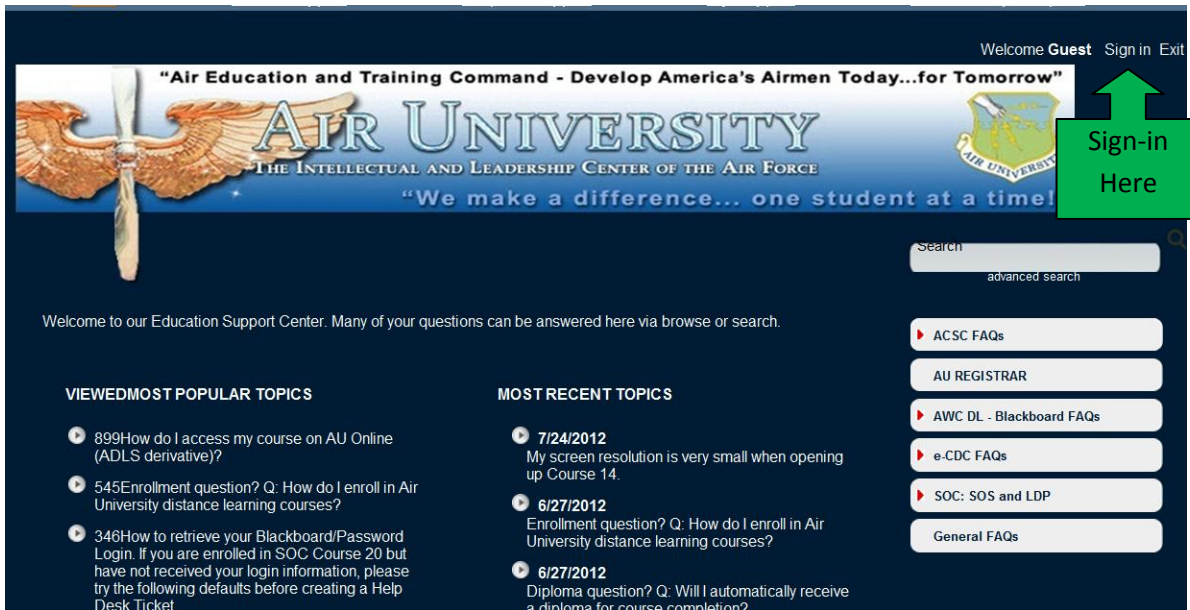 Welcome Guest Sign in Exit
"Air Education and Training Command - Develop America's Airmen Today...for Tomorrow"
AIR UNIVERSITY
THE INTELLECTUAL AND LEADERSHIP CENTER OF THE AIR FORCE
"We make a difference... one student at a time!
AIR UNIVERSITY
Sign-in
Here
Search
advanced search
Welcome to our Education Support Center. Many of your questions can be answered here via browse or search.
VIEWEDMOST POPULAR TOPICS
899How do I access my course on AU Online
(ADLS derivative)?
545Enrollment question? Q: How do I enroll in Air
University distance learning courses?
346How to retrieve your Blackboard/Password
Login. If you are enrolled in SOC Course 20 but
have not received your login information, please
try the following defaults before creating a Help
Desk Ticket
MOST RECENT TOPICS
7/24/2012
My screen resolution is very small when opening
up Course 14.
6/27/2012
Enrollment question? Q: How do I enroll in Air
University distance learning courses?
6/27/2012
Diploma question? Q: Will I automatically receive
a diploma for course completion?
ACSC FAQs
AU REGISTRAR
AWC DL - Blackboard FAQs
e-CDC FAQs
SOC: SOS and LDP
General FAQs